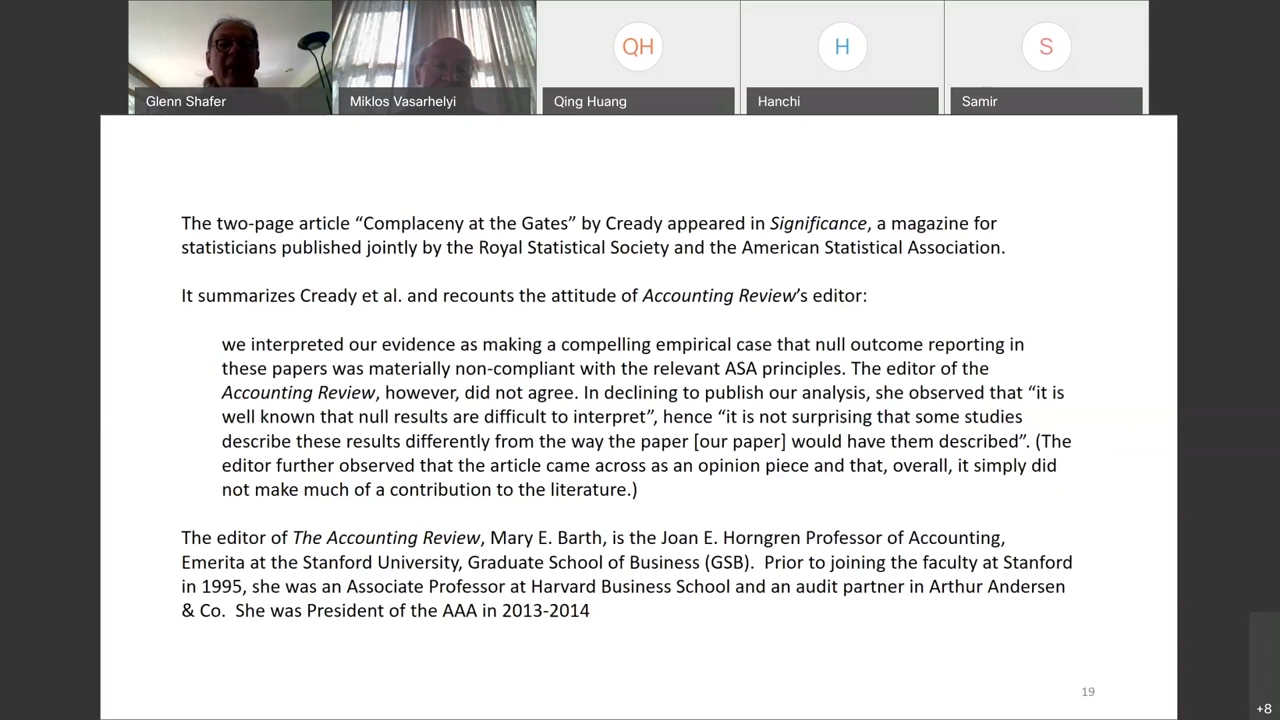 QH
H
S
Glenn Shafer
Miklos Vasarhelyi
Qing Huang
Hanchi
Samir
The two-page article “Complaceny at the Gates” by Cready appeared in Significance, a magazine for
statisticians published jointly by the Royal Statistical Society and the American Statistical Association.
It summarizes Cready et al. and recounts the attitude of Accounting Review’s editor:
we interpreted our evidence as making a compelling empirical case that null outcome reporting in
these papers was materially non-compliant with the relevant ASA principles. The editor of the
Accounting Review, however, did not agree. In declining to publish our analysis, she observed that “it is
well known that null results are difficult to interpret”, hence “it is not surprising that some studies
describe these results differently from the way the paper [our paper] would have them described”. (The
editor further observed that the article came across as an opinion piece and that, overall, it simply did
not make much of a contribution to the literature.)
The editor of The Accounting Review, Mary E. Barth, is the Joan E. Horngren Professor of Accounting,
Emerita at the Stanford University, Graduate School of Business (GSB). Prior to joining the faculty at Stanford
in 1995, she was an Associate Professor at Harvard Business School and an audit partner in Arthur Andersen
& Co. She was President of the AAA in 2013-2014
19
+8